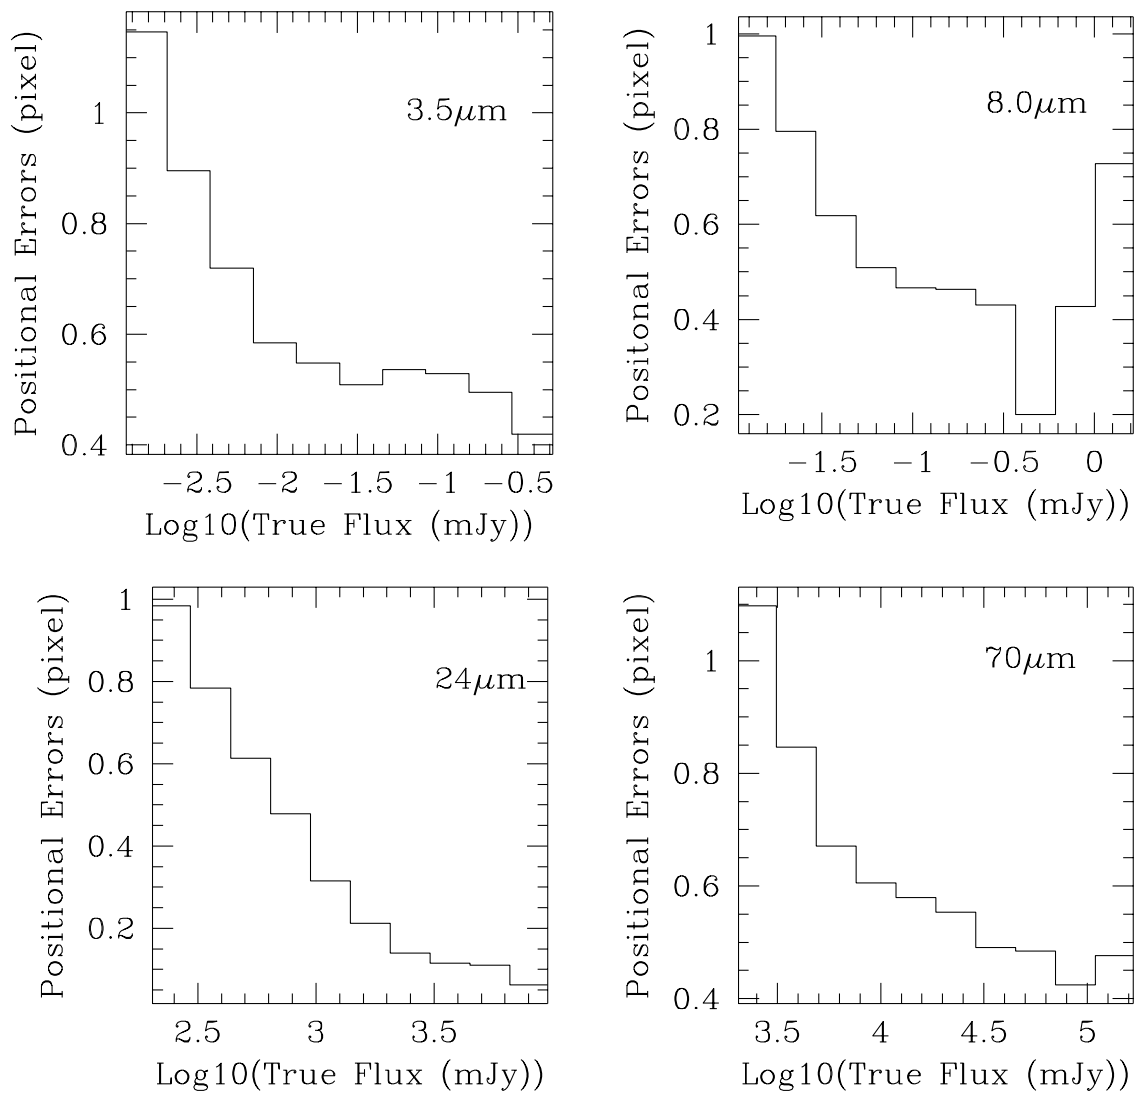 Positional Errors (pixel)
1
0.8
0.6
0.4
3.5μm
−2.5 −2 −1.5 −1 −0.5
Log10(True Flux (mJy))
Positonal Errors (pixel)
1
0.8
0.6
0.4
0.2
8.0μm
−1.5 −1 −0.5 0
Log10(True Flux (mJy))
Positional Errors (pixel)
1
0.8
0.6
0.4
0.2
24μm
2.5 3 3.5
Log10(True Flux (mJy))
Positional Errors (pixel)
1
0.8
0.6
0.4
70μm
3.5 4 4.5 5
Log10(True Flux (mJy))